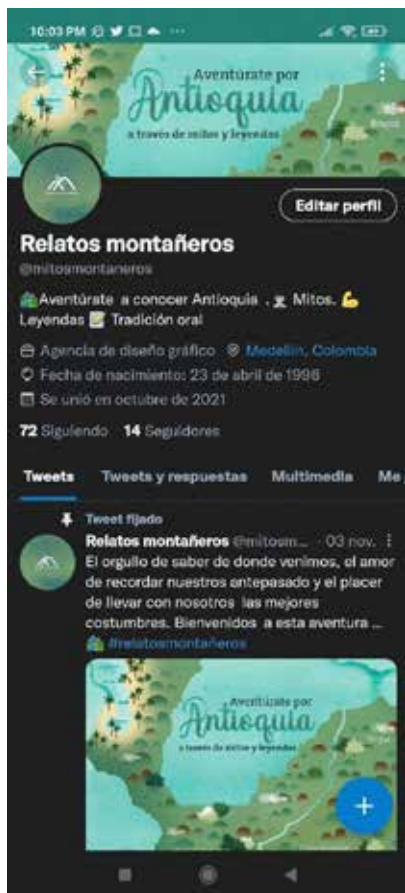 10:03 PM
Aventúrate por
Antioquia
a través de mitos y leyendas
Editar perfil
Relatos montañeros
@mitosmontaneros
Aventúrate a conocer Antioquia . Mitos.
Leyendas Tradición oral
Agencia de diseño gráfico Medellín, Colombia
Fecha de nacimiento: 23 de abril de 1996
Se unió en octubre de 2021
72 Siguiendo 14 Seguidores
Tweets Tweets y respuestas Multimedia Me
Tweet fijado
Relatos montañeros @mitosm... · 03 nov.
El orgullo de saber de donde venimos, el amor
de recordar nuestros antepasado y el placer
de llevar con nosotros las mejores
costumbres. Bienvenidos a esta aventura ...
#relatosmontañeros
Aventúrate por
Antioquia
a través de mitos y leyendas